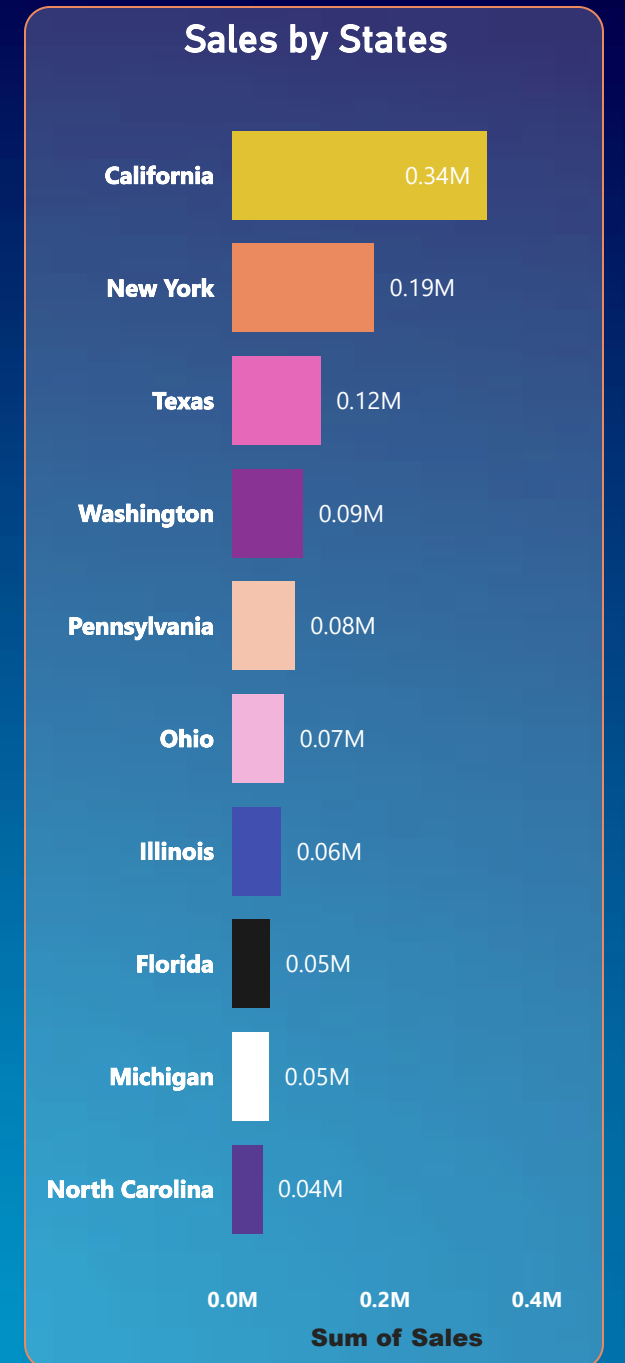 Sales by States
California 0.34M
New York 0.19M
Texas 0.12M
Washington 0.09M
Pennsylvania 0.08M
Ohio 0.07M
Illinois 0.06M
Florida 0.05M
Michigan 0.05M
North Carolina 0.04M
0.0M 0.2M 0.4M
Sum of Sales